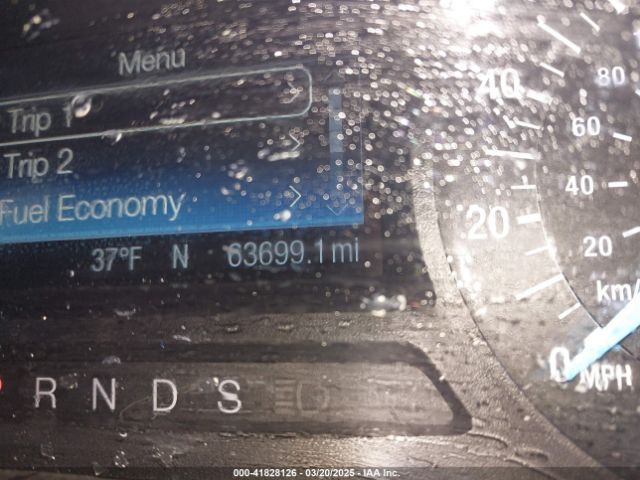 Menu
Trip 1
Trip 2
Fuel Economy
37°F N 63699.1 mi
R N D S
40
20
0
MPH
80
60
40
20
km/
000-41828126 - 03/20/2025 - IAA Inc.